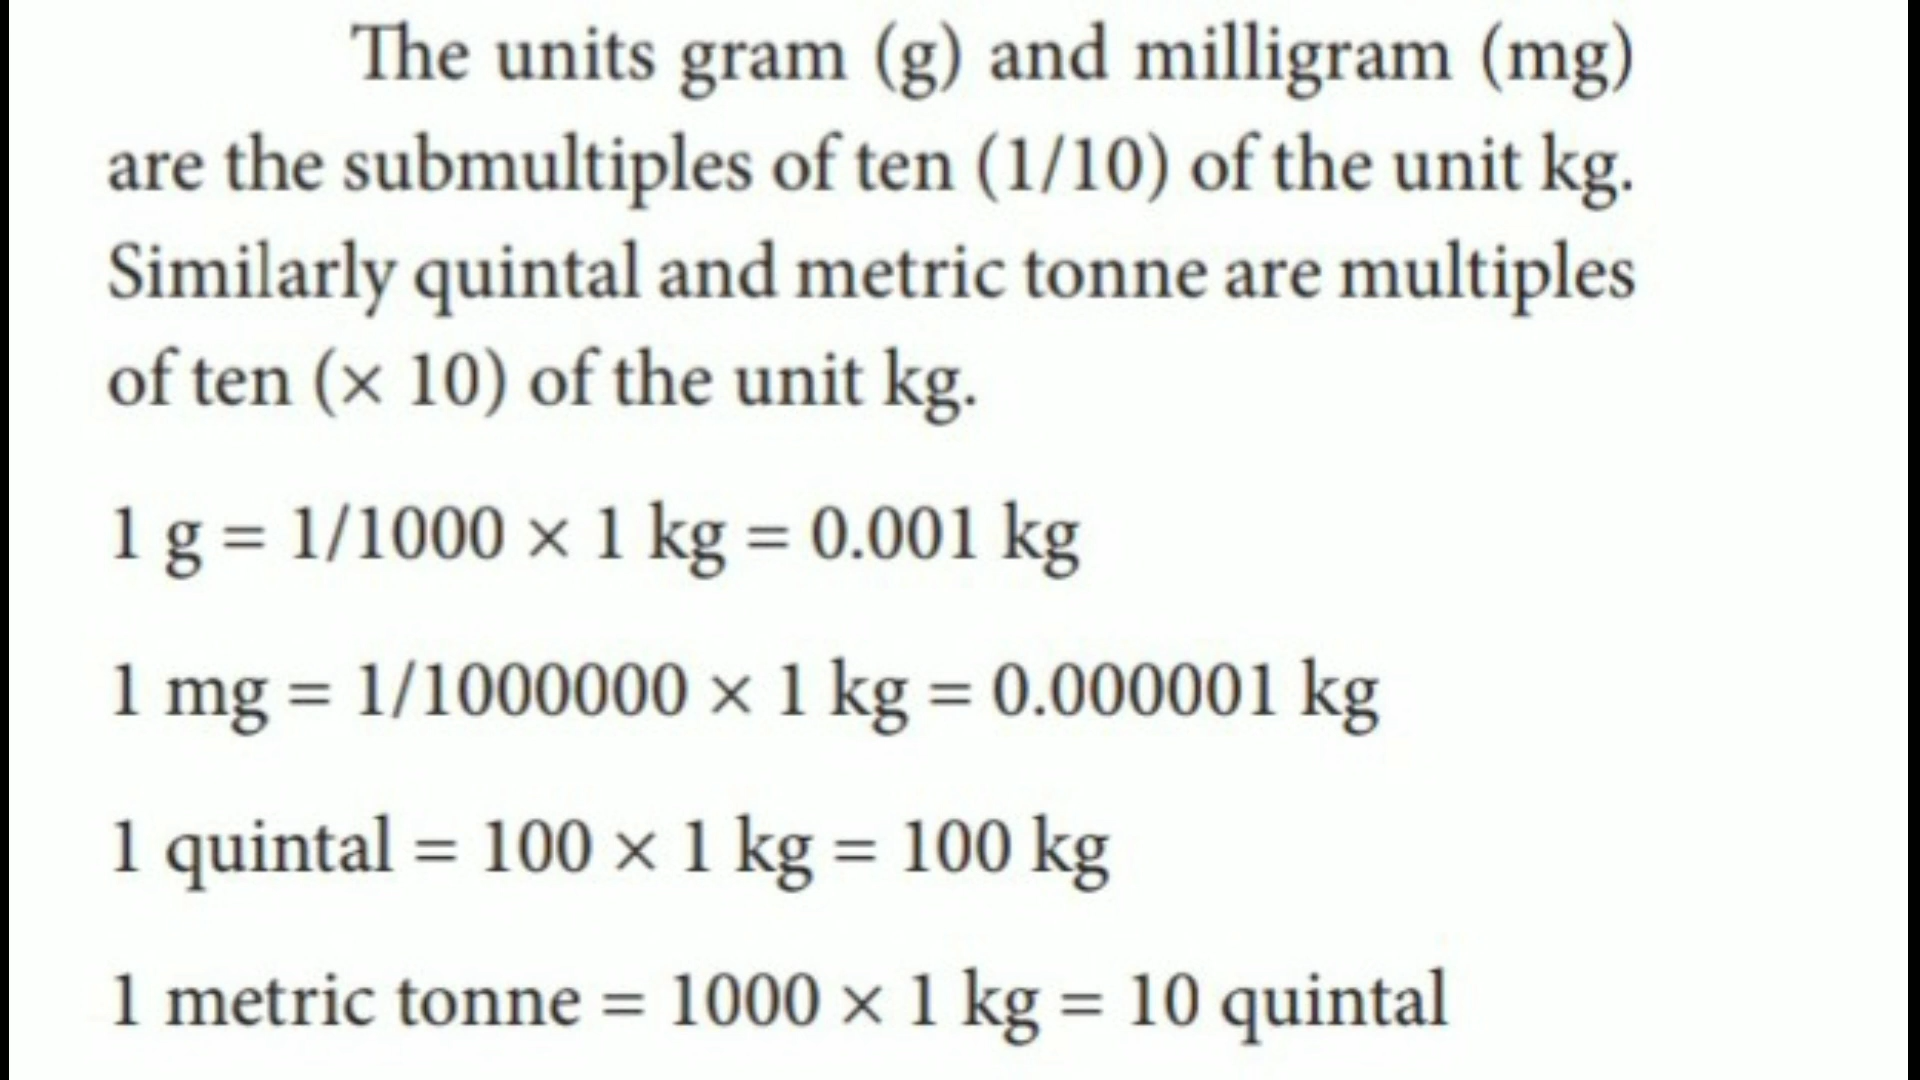 The units gram (g) and milligram (mg)
are the submultiples of ten (1/10) of the unit kg.
Similarly quintal and metric tonne are multiples
of ten (× 10) of the unit kg.
1 g = 1/1000 × 1 kg = 0.001 kg
1 mg = 1/1000000 × 1 kg = 0.000001 kg
1 quintal = 100 × 1 kg = 100 kg
1 metric tonne = 1000 × 1 kg = 10 quintal